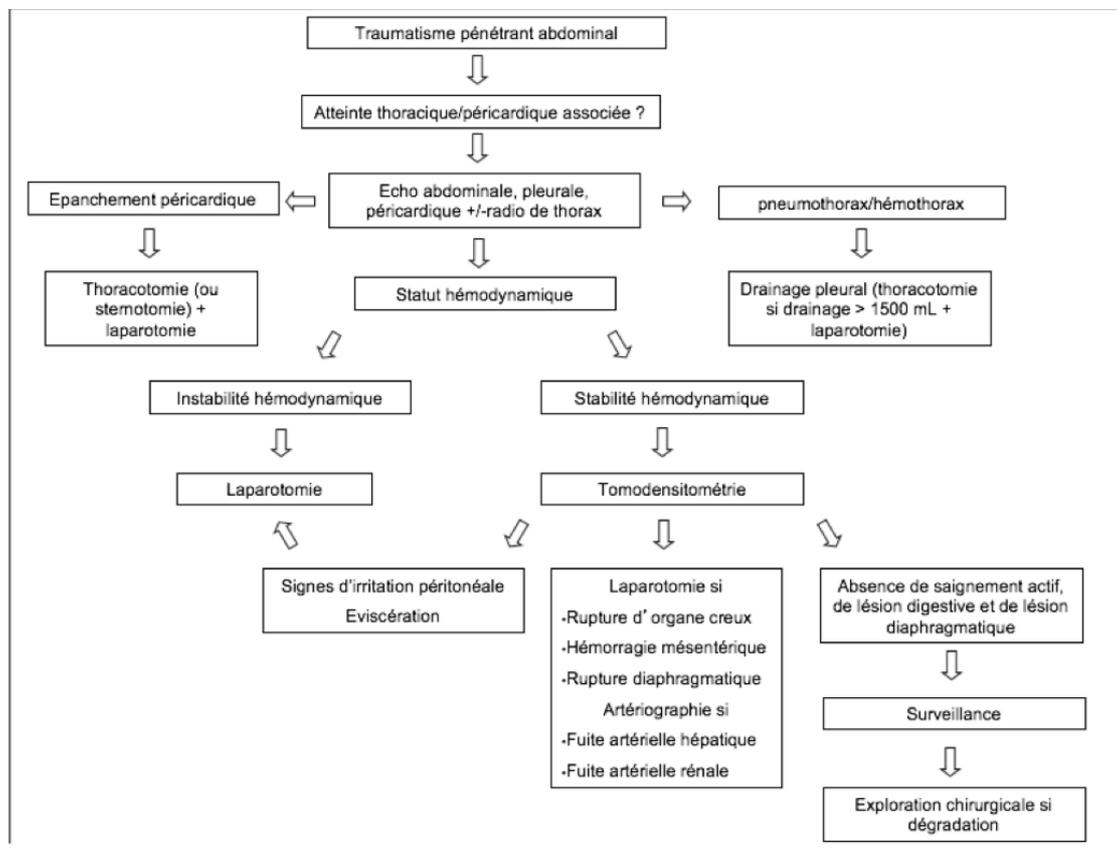 Traumatisme pénétrant abdominal
Atteinte thoracique/péricardique associée ?
Epanchement péricardique
Echo abdominale, pleurale,
péricardique +/-radio de thorax
pneumothorax/hémothorax
Thoracotomie (ou
sternotomie) +
laparotomie
Statut hémodynamique
Drainage pleural (thoracotomie
si drainage > 1500 mL +
laparotomie)
Instabilité hémodynamique
Stabilité hémodynamique
Laparotomie
Tomodensitométrie
Signes d'irritation péritonéale
Eviscération
Laparotomie si
•Rupture d' organe creux
•Hémorragie mésentérique
•Rupture diaphragmatique
Artériographie si
•Fuite artérielle hépatique
•Fuite artérielle rénale
Absence de saignement actif,
de lésion digestive et de lésion
diaphragmatique
Surveillance
Exploration chirurgicale si
dégradation